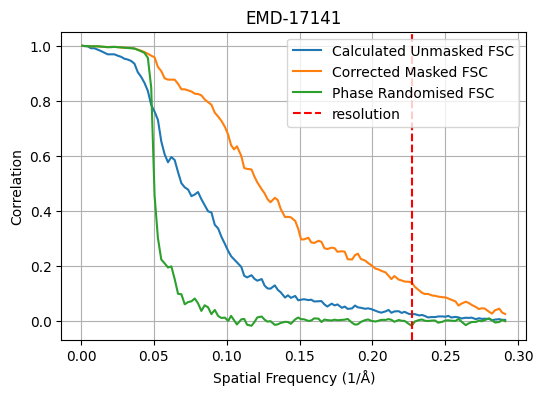 EMD-17141
Calculated Unmasked FSC
Corrected Masked FSC
Phase Randomised FSC
resolution
Correlation
1.0
0.8
0.6
0.4
0.2
0.0
0.00 0.05 0.10 0.15 0.20 0.25 0.30
Spatial Frequency (1/Å)